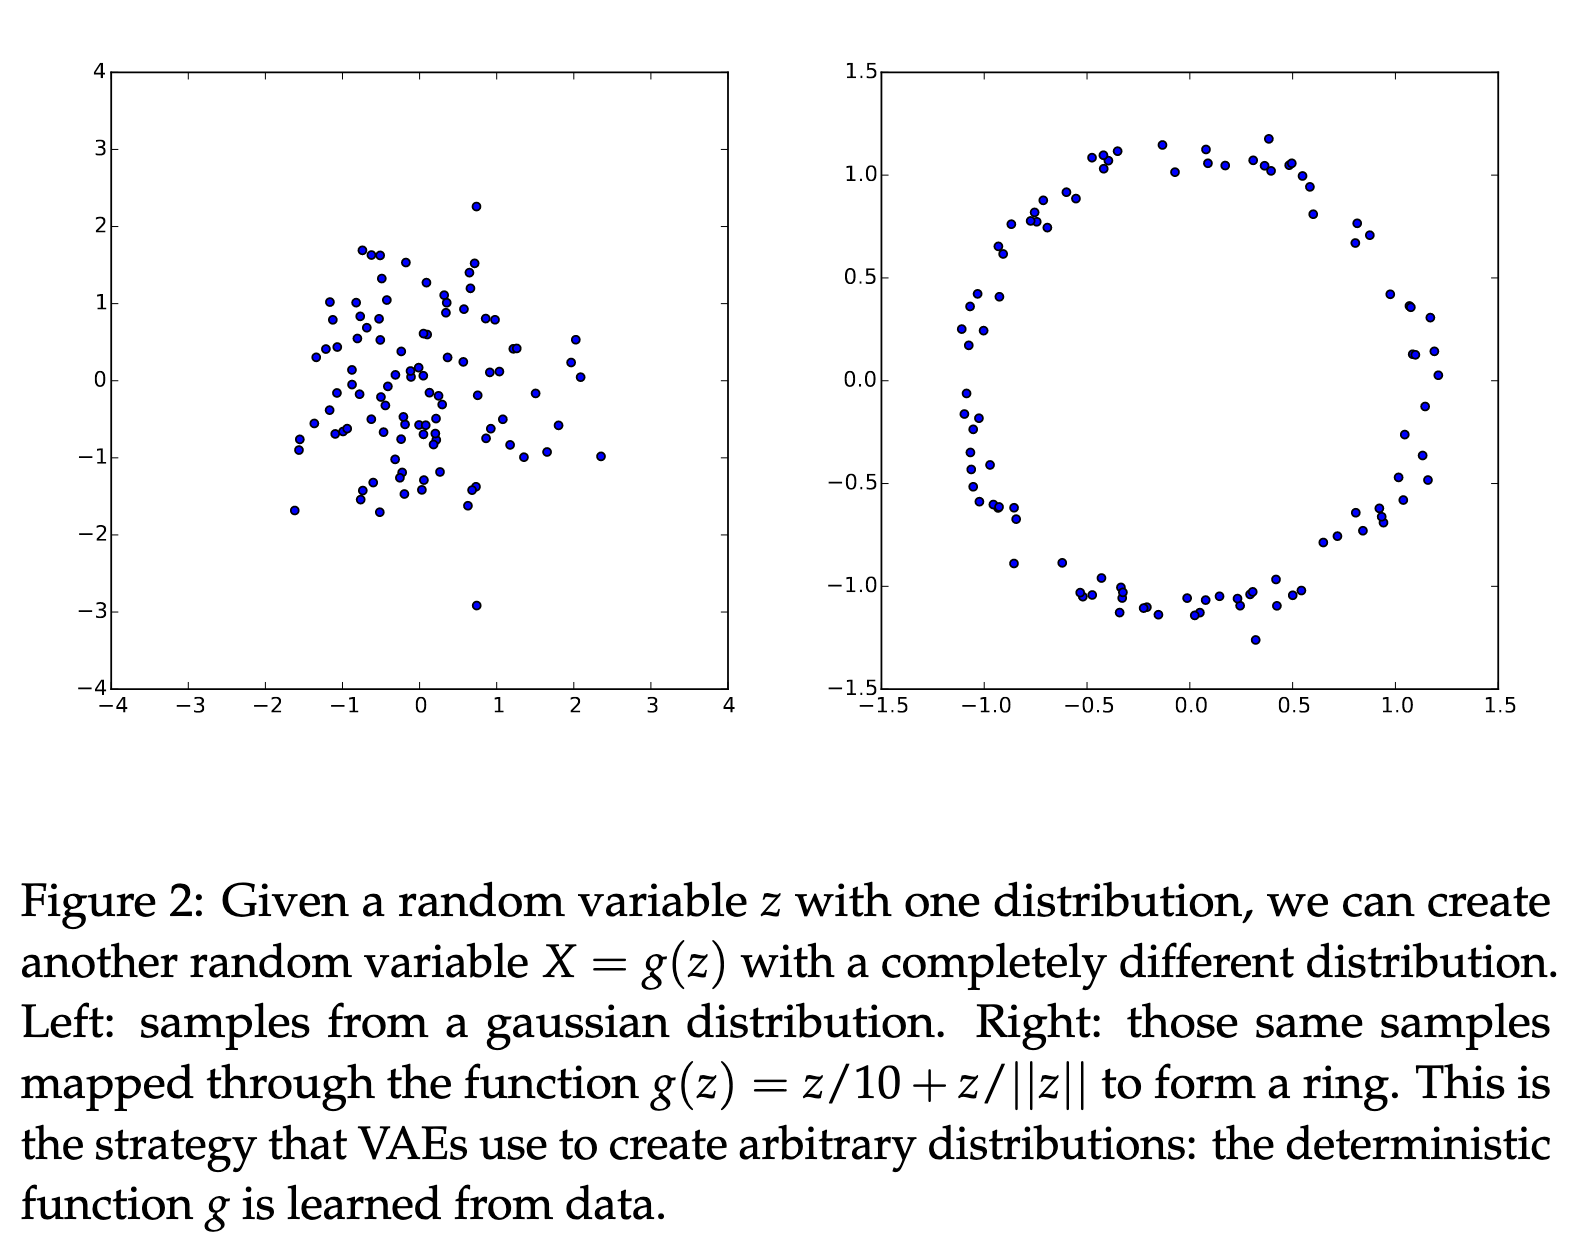 4
3
2
1
0
−1
−2
−3
−4
−4 −3 −2 −1 0 1 2 3 4
1.5
1.0
0.5
0.0
−0.5
−1.0
−1.5
−1.5 −1.0 −0.5 0.0 0.5 1.0 1.5
Figure 2: Given a random variable z with one distribution, we can create
another random variable X = g(z) with a completely different distribution.
Left: samples from a gaussian distribution. Right: those same samples
mapped through the function g(z) = z/10 + z/||z|| to form a ring. This is
the strategy that VAEs use to create arbitrary distributions: the deterministic
function g is learned from data.